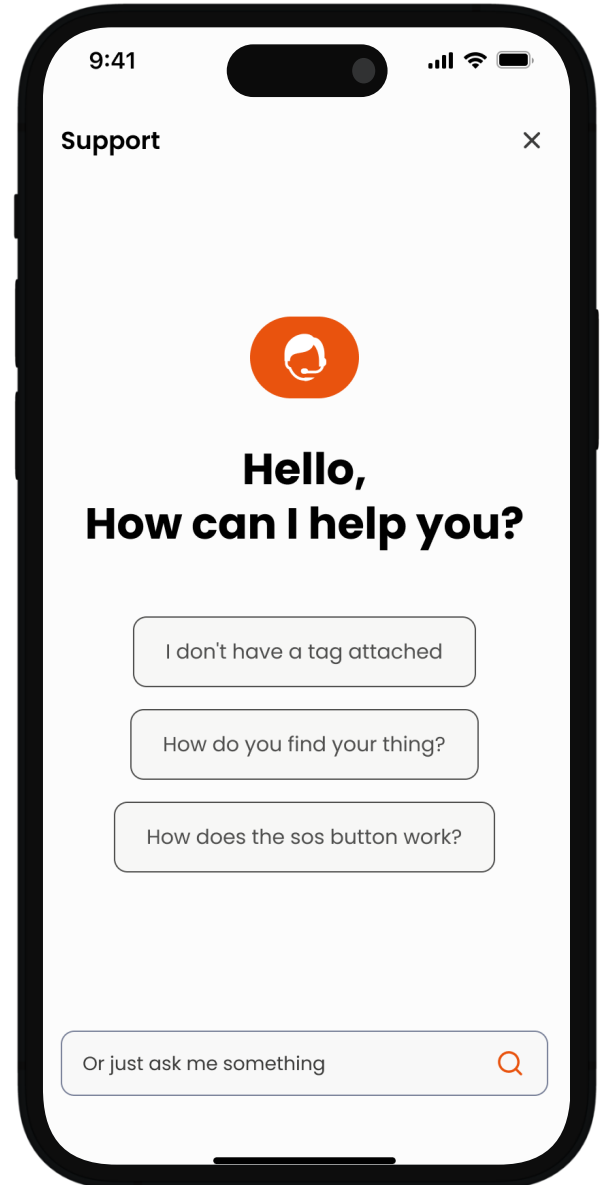 9:41
Support
Hello,
How can I help you?
I don't have a tag attached
How do you find your thing?
How does the sos button work?
Or just ask me something